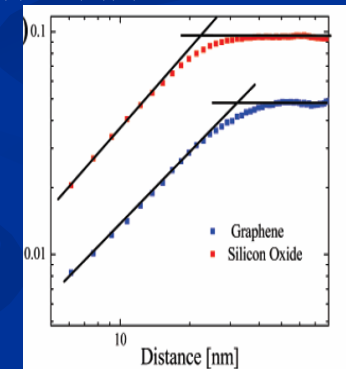 )
0.1
Graphene
Silicon Oxide
0.01
10
Distance [nm]